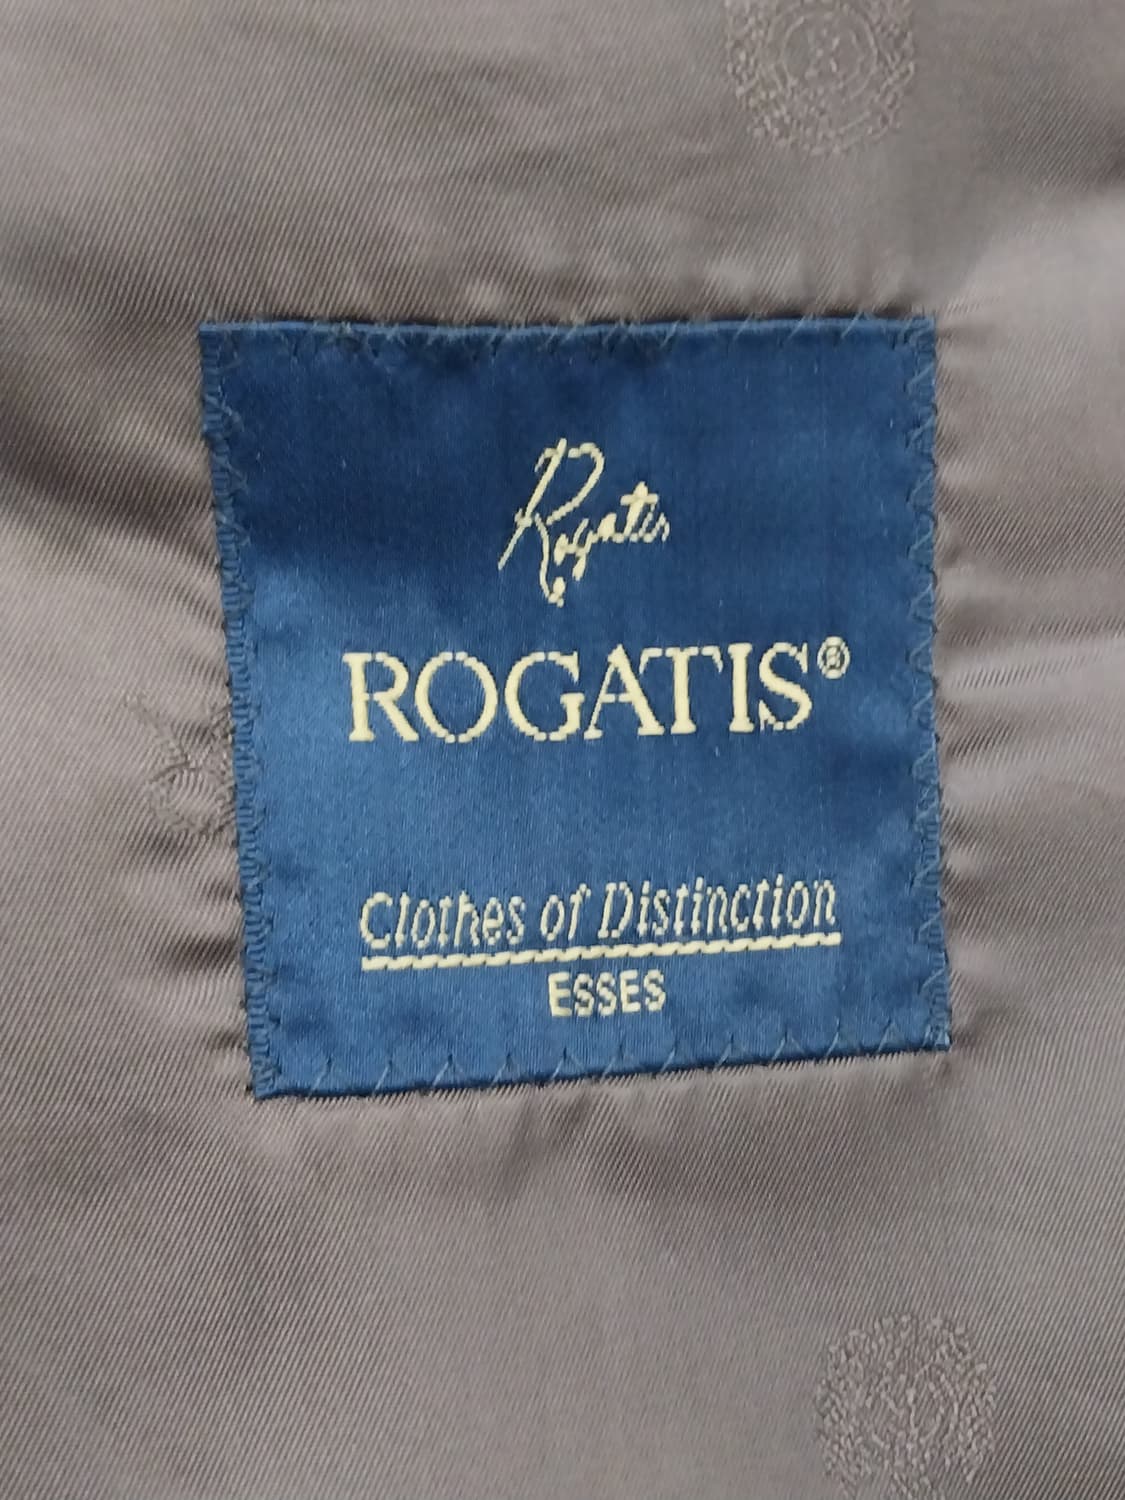 Rogatis
ROGATIS®
Clothes of Distinction
ESSES